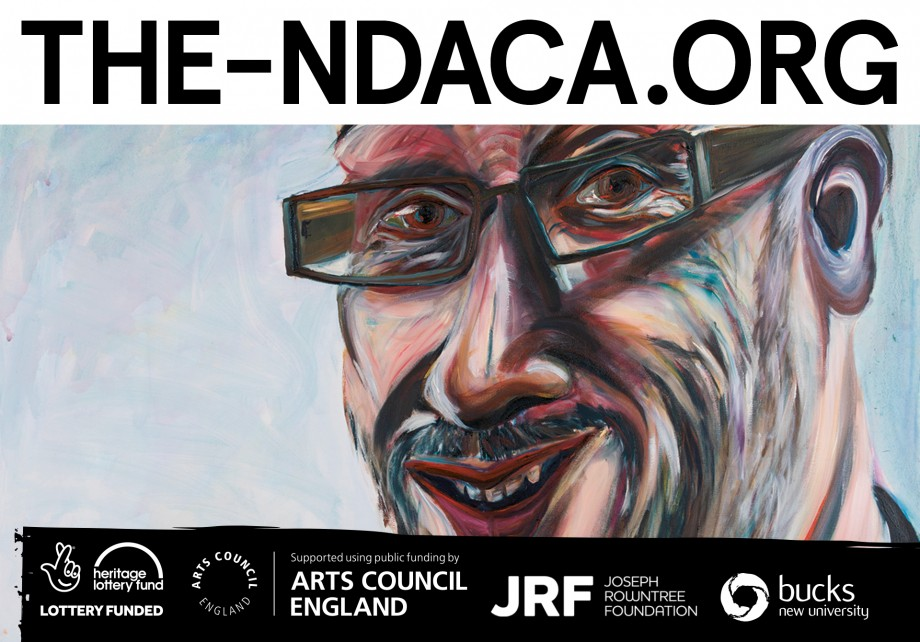 THE-NDACA.ORG
heritage
lottery fund
LOTTERY FUNDED
ARTS COUNCIL
ENGLAND
Supported using public funding by
ARTS COUNCIL
ENGLAND
JRF
JOSEPH
ROWNTREE
FOUNDATION
bucks
new university